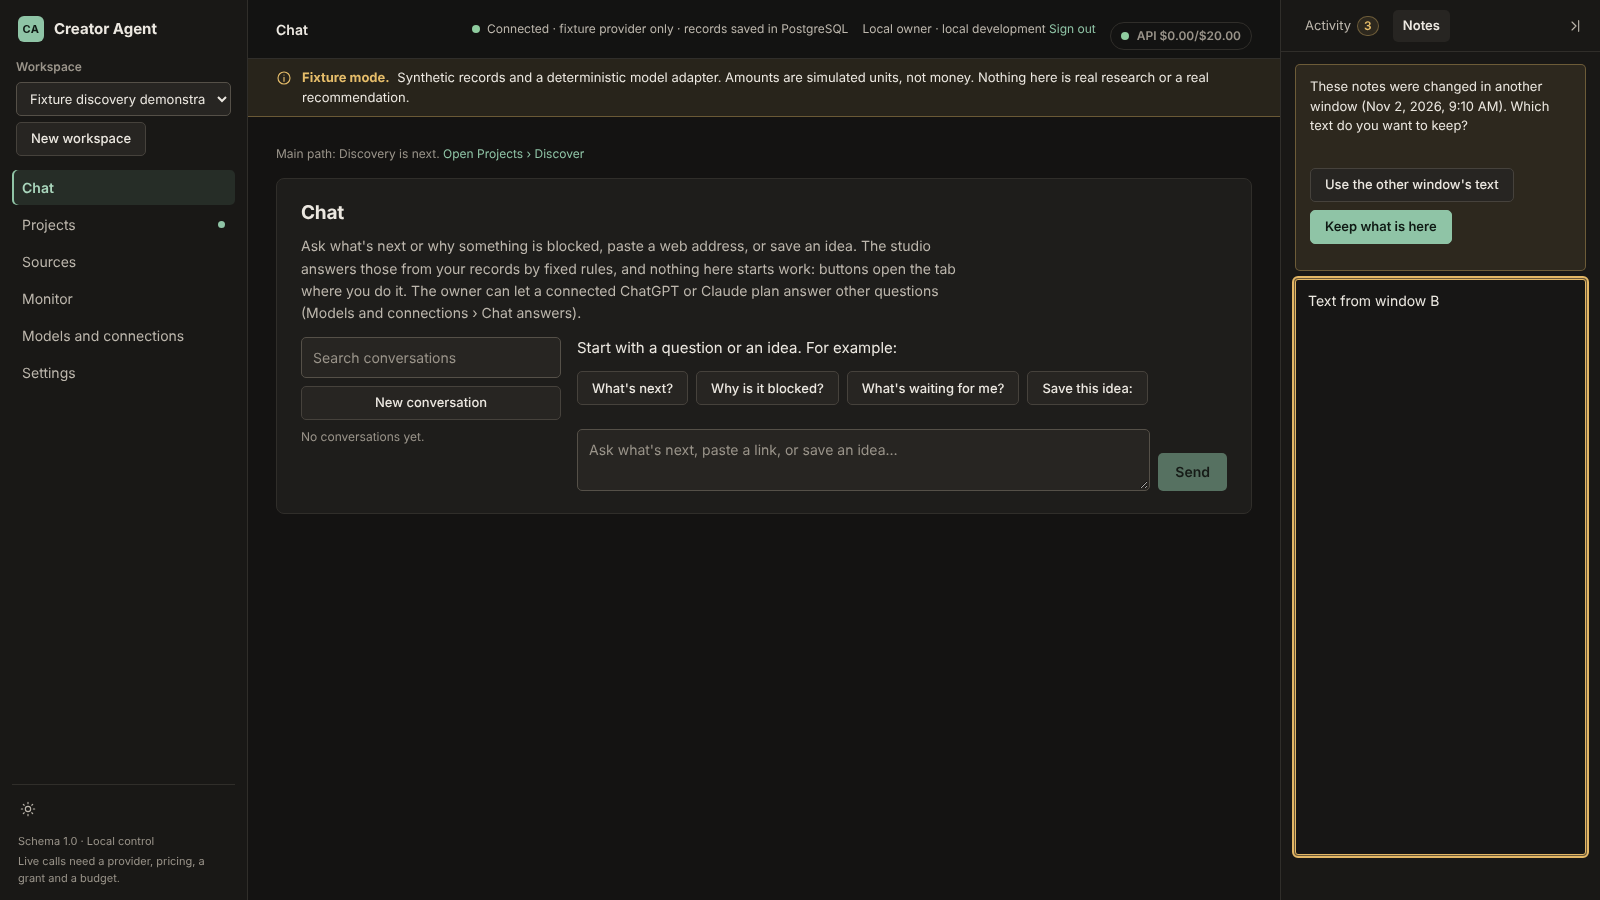 CA Creator Agent
Workspace
Fixture discovery demonstra
New workspace
Chat
Projects
Sources
Monitor
Models and connections
Settings
Schema 1.0 · Local control
Live calls need a provider, pricing, a
grant and a budget.
Chat
Connected · fixture provider only · records saved in PostgreSQL
Local owner · local development Sign out
API $0.00/$20.00
Fixture mode. Synthetic records and a deterministic model adapter. Amounts are simulated units, not money. Nothing here is real research or a real
recommendation.
Main path: Discovery is next. Open Projects › Discover
Chat
Ask what's next or why something is blocked, paste a web address, or save an idea. The studio
answers those from your records by fixed rules, and nothing here starts work: buttons open the tab
where you do it. The owner can let a connected ChatGPT or Claude plan answer other questions
(Models and connections › Chat answers).
Search conversations
New conversation
No conversations yet.
Start with a question or an idea. For example:
What's next?
Why is it blocked?
What's waiting for me?
Save this idea:
Ask what's next, paste a link, or save an idea...
Send
Activity 3
Notes
These notes were changed in another
window (Nov 2, 2026, 9:10 AM). Which
text do you want to keep?
Use the other window's text
Keep what is here
Text from window B